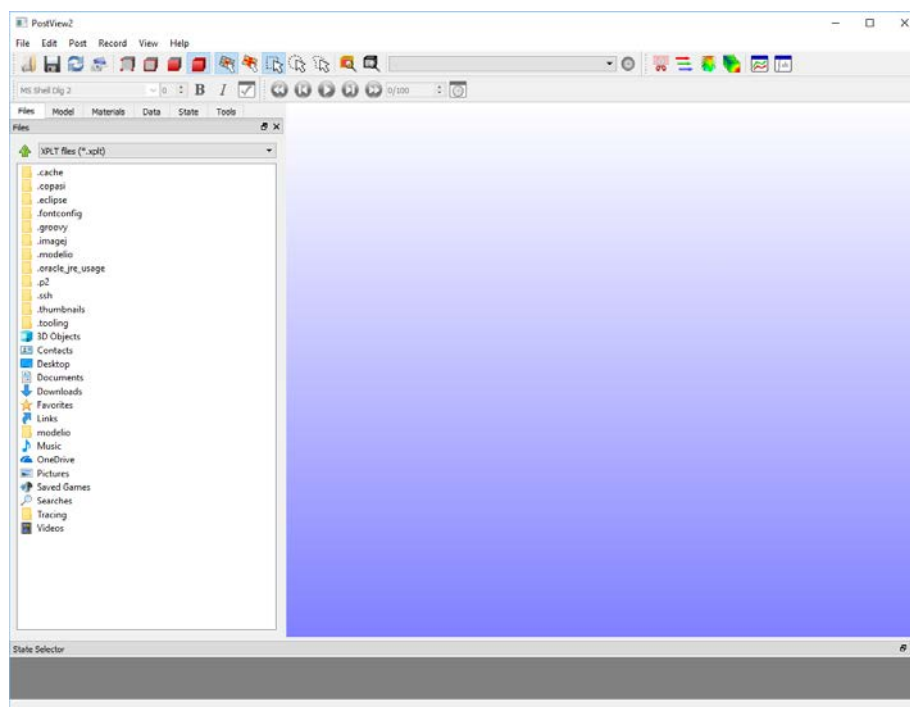 PostView2
File Edit Post Record View Help
MS Shell Dlg 2 0 B I 0/100
Files Model Materials Data State Tools
Files
XPLT files (*.xplt)
.cache
.copasi
.eclipse
.fontconfig
.groovy
.imagej
.modelio
.oracle_jre_usage
.p2
.ssh
.thumbnails
.tooling
3D Objects
Contacts
Desktop
Documents
Downloads
Favorites
Links
modelio
Music
OneDrive
Pictures
Saved Games
Searches
Tracing
Videos
State Selector